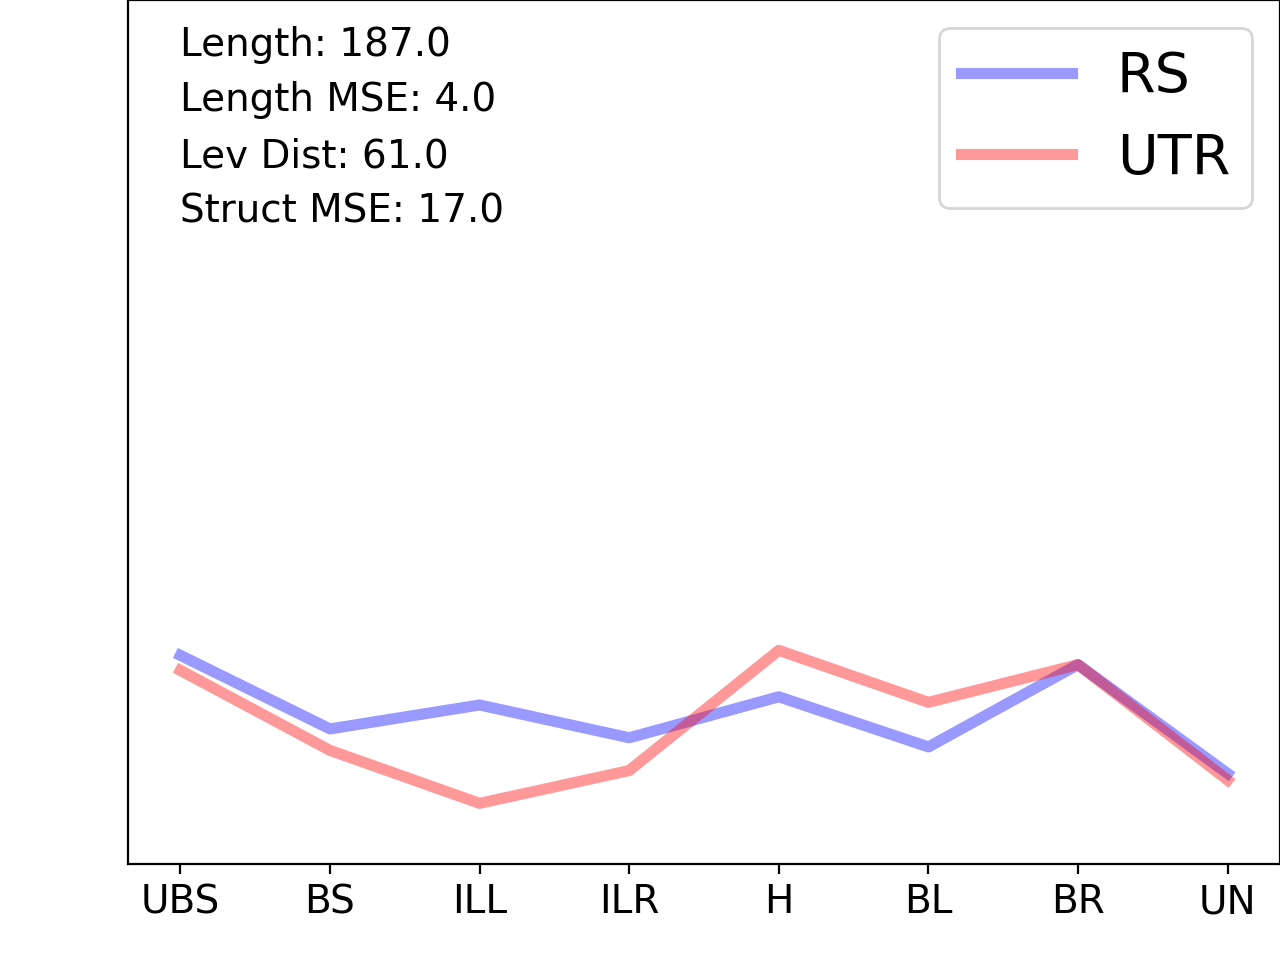 Length: 187.0
Length MSE: 4.0
Lev Dist: 61.0
Struct MSE: 17.0
RS
UTR
UBS BS ILL ILR H BL BR UN